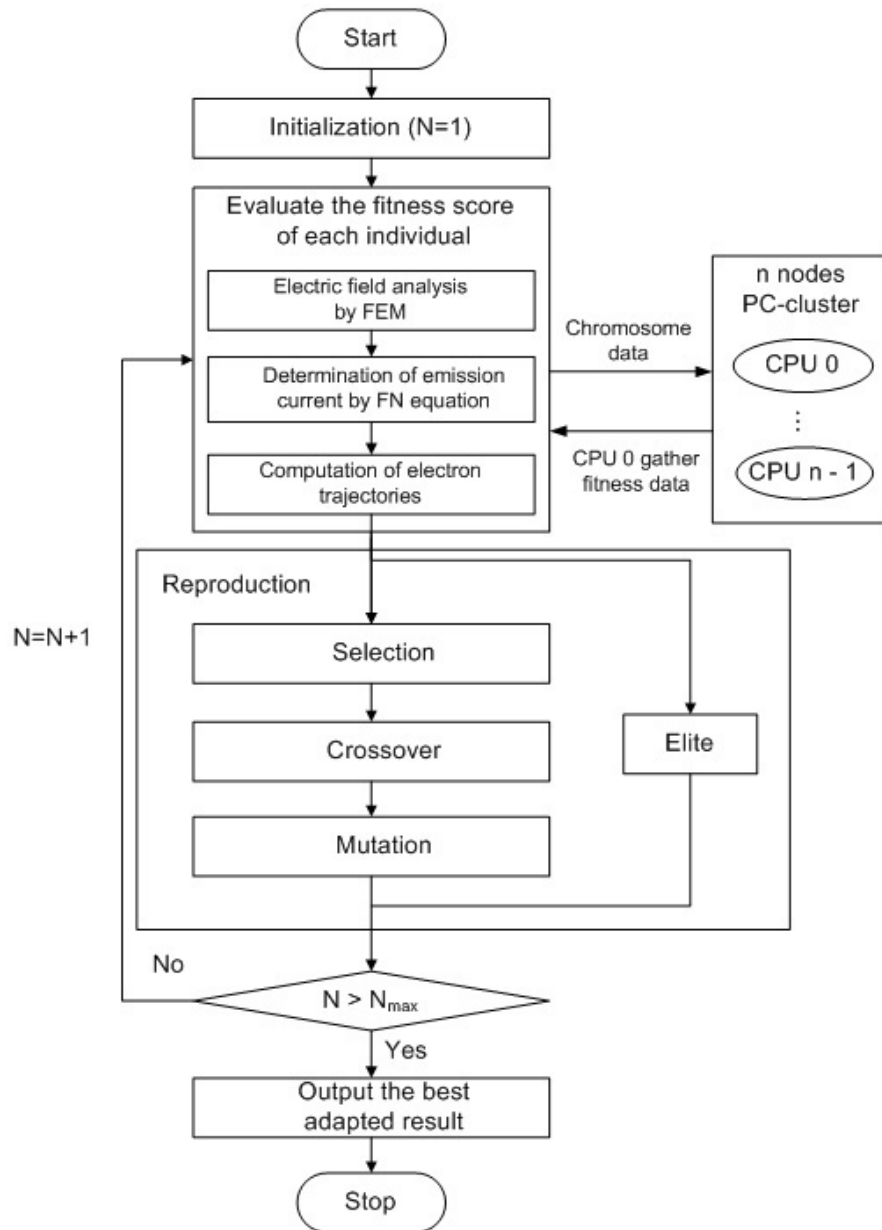 Start
Initialization (N=1)
Evaluate the fitness score
of each individual
Electric field analysis
by FEM
Determination of emission
current by FN equation
Computation of electron
trajectories
Chromosome
data
CPU 0 gather
fitness data
n nodes
PC-cluster
CPU 0
⋮
CPU n - 1
Reproduction
Selection
Crossover
Mutation
Elite
N=N+1
No
N > Nmax
Yes
Output the best
adapted result
Stop